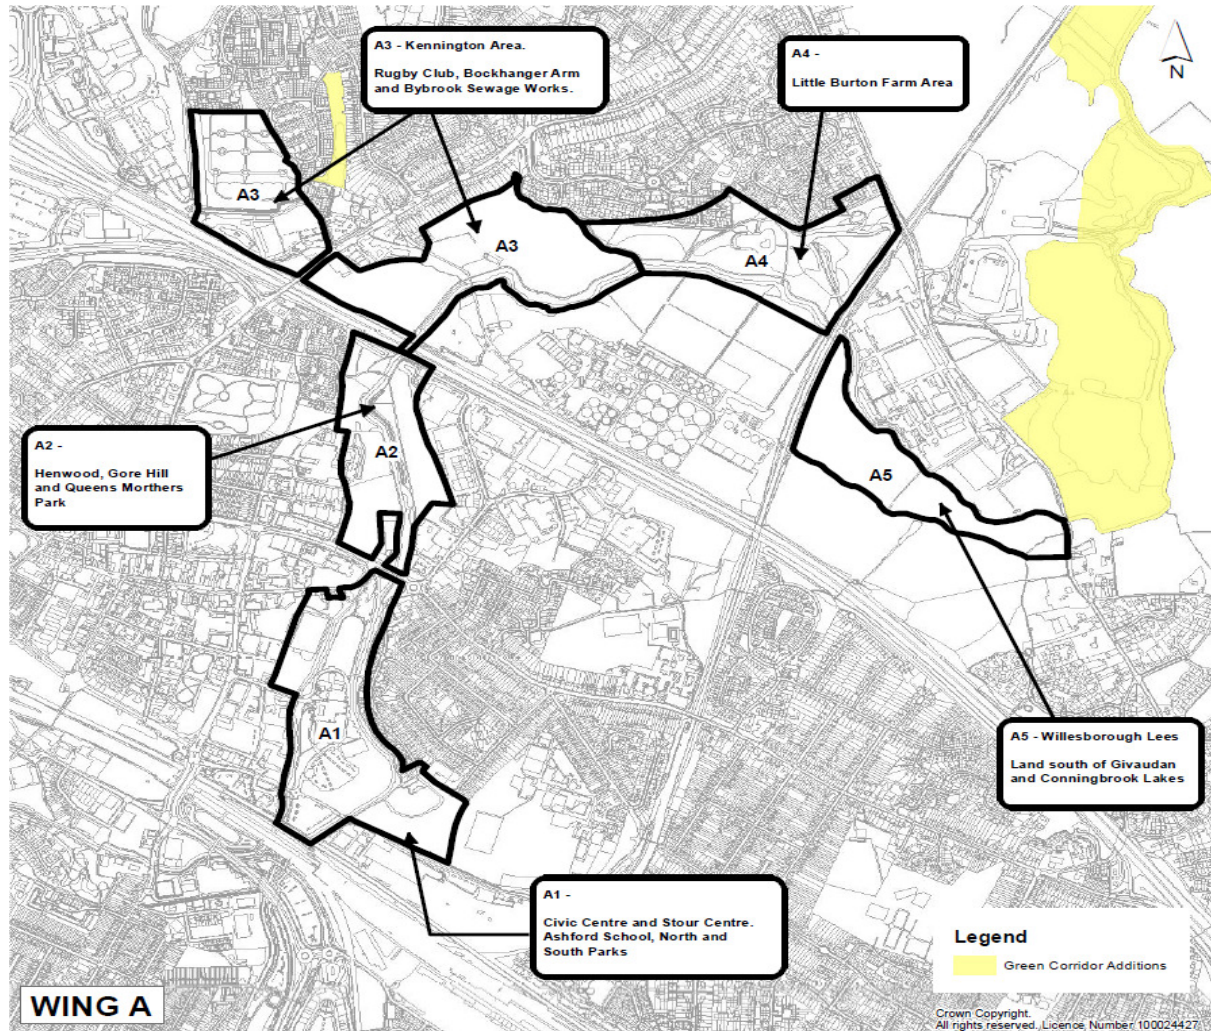 A3 - Kennington Area.
Rugby Club, Bockhanger Arm
and Bybrook Sewage Works.
A4 -
Little Burton Farm Area
N
A3
A3
A4
A2 -
Henwood, Gore Hill
and Queens Morthers
Park
A2
A5
A5 - Willesborough Lees
Land south of Givaudan
and Conningbrook Lakes
A1
A1 -
Civic Centre and Stour Centre.
Ashford School, North and
South Parks
Legend
Green Corridor Additions
WING A
Crown Copyright.
All rights reserved. Licence Number 100024427